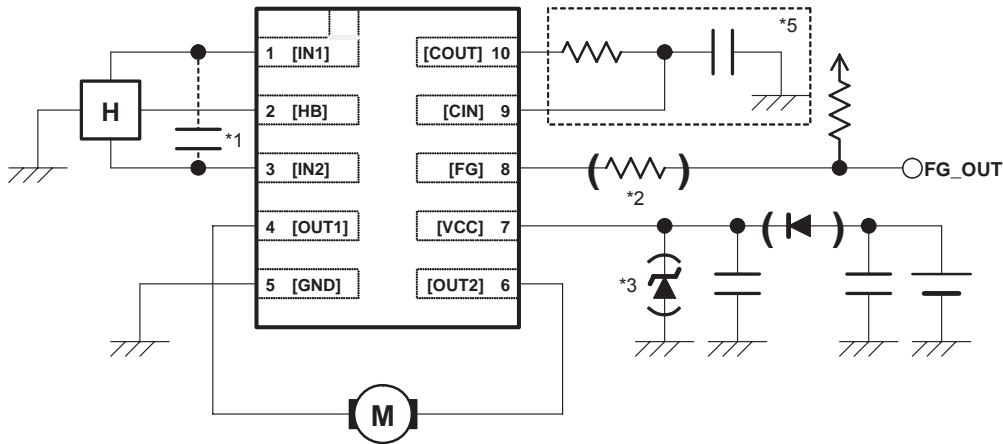 *5
1 [IN1]
[COUT] 10
2 [HB]
[CIN] 9
H
*1
3 [IN2]
[FG] 8
FG_OUT
*2
4 [OUT1]
[VCC] 7
*3
5 [GND]
[OUT2] 6
M